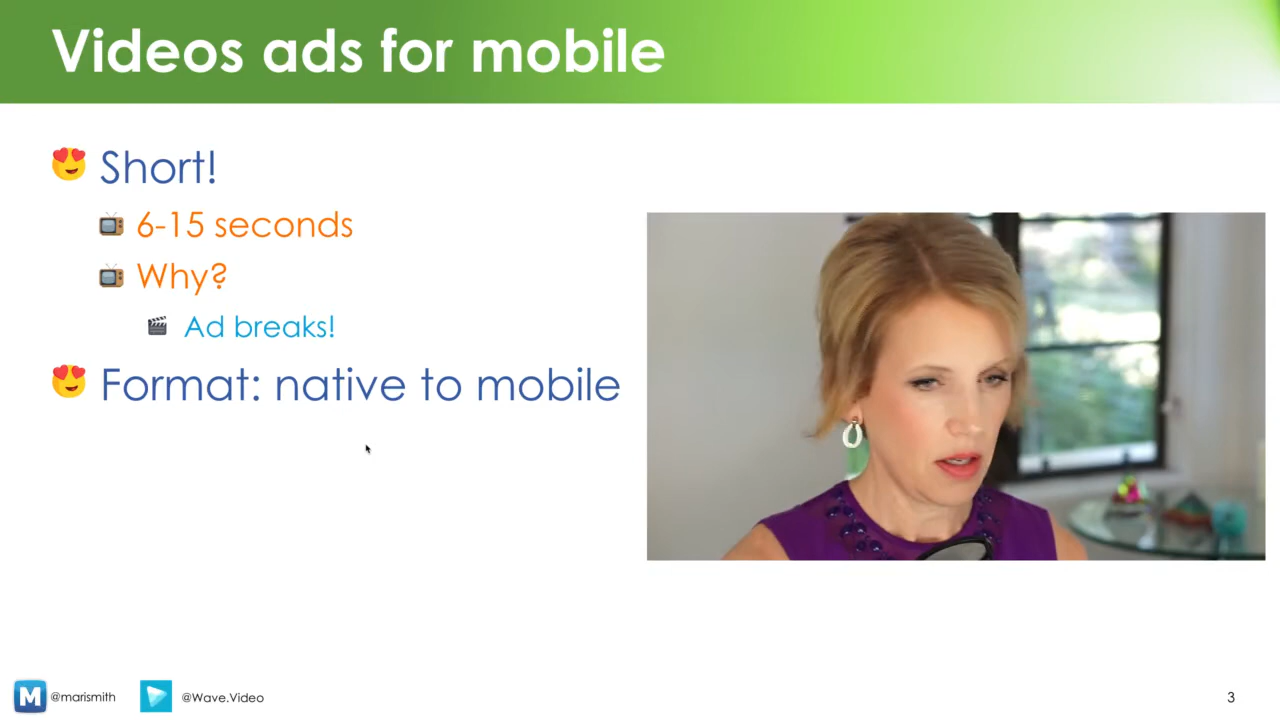 Videos ads for mobile
Short!
6-15 seconds
Why?
Ad breaks!
Format: native to mobile
M @marismith
@Wave.Video
3